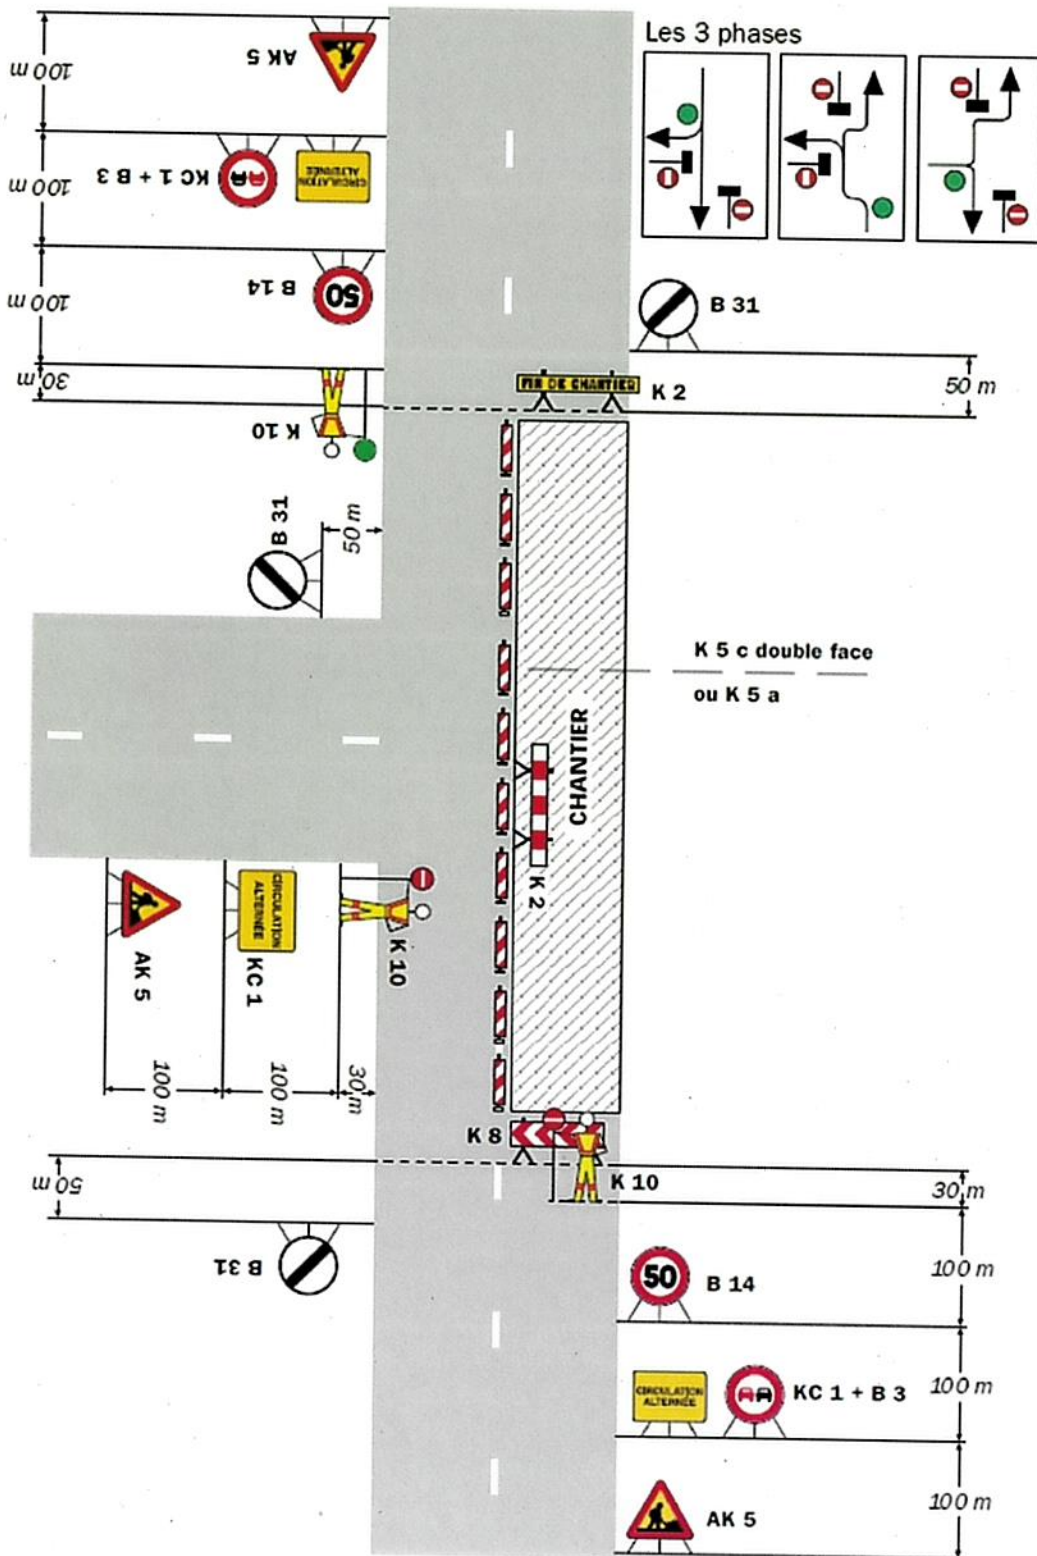 Les 3 phases
100 m
AK 5
100 m
KC 1 + B 3
CIRCULATION
ALTERNÉE
100 m
B 14
50
B 31
30 m
K 10
FIN DE CHANTIER
K 2
50 m
B 31
50 m
K 5 c double face
ou K 5 a
CHANTIER
K 2
AK 5
KC 1
CIRCULATION
ALTERNÉE
K 10
100 m
100 m
30 m
K 8
K 10
30 m
50 m
B 31
50
B 14
100 m
CIRCULATION
ALTERNÉE
KC 1 + B 3
100 m
AK 5
100 m